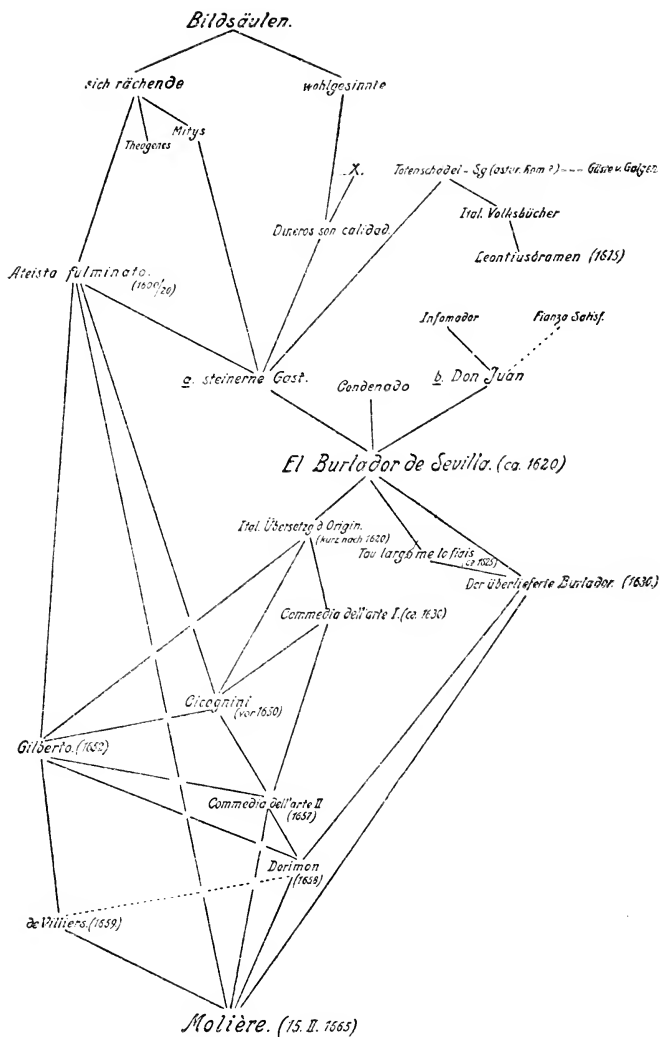 Bildsäulen.
sich rächende
wohlgesinnte
Theogenes
Mitys
X.
Totenschädel-Sg (astur. Rom?) --- Gäste v. Galgen
Ital. Volksbücher
Dineros son calidad.
Leontiusdramen (1615)
Ateista fulminato.
(1600/20)
Infamador
Fianza Satisf.
a. steinerne Gast.
Condenado
b. Don Juan
El Burlador de Sevilla. (ca. 1620)
Ital. Übersetzg d. Origin.
(kurz nach 1620)
Tau largo me lo fiais
(ca 1625)
Der überlieferte Burlador. (1630.)
Commedia dell'arte I. (ca. 1630)
Cicognini
(vor 1650)
Gilberto. (1652)
Commedia dell'arte II
(1657)
Dorimon
(1658)
de Villiers. (1659)
Molière. (15. II. 1665)